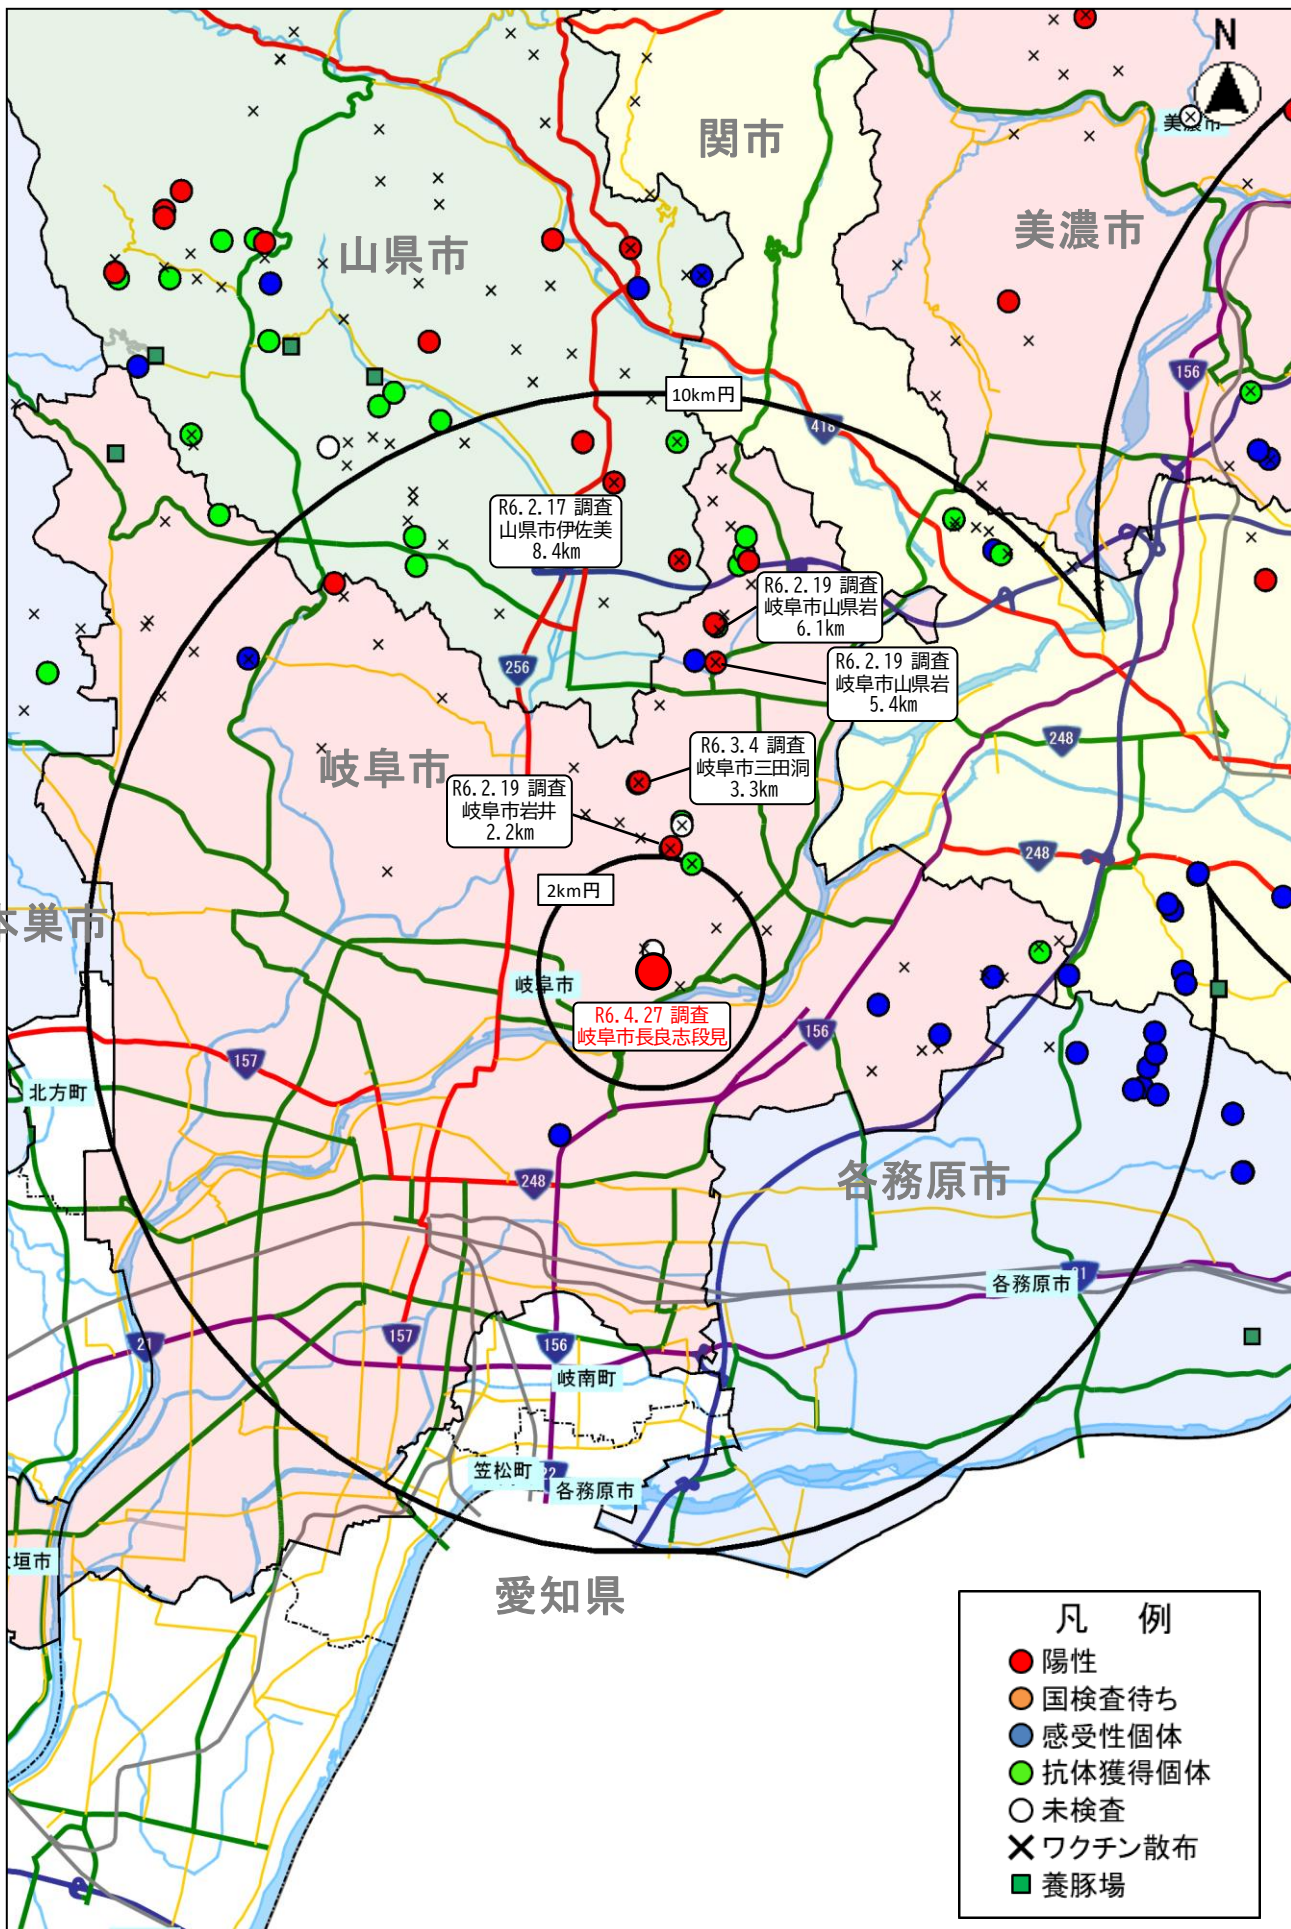 N
関市
美濃市
美濃市
山県市
156
10km円
418
R6.2.17 調査
山県市伊佐美
8.4km
R6.2.19 調査
岐阜市山県岩
6.1km
256
R6.2.19 調査
岐阜市山県岩
5.4km
248
岐阜市
R6.3.4 調査
岐阜市三田洞
3.3km
R6.2.19 調査
岐阜市岩井
2.2km
248
2km円
本巣市
岐阜市
R6.4.27 調査
岐阜市長良志段見
156
157
北方町
248
各務原市
各務原市
21
21
157
156
岐南町
笠松町
22
各務原市
垣市
愛知県
凡 例
陽性
国検査待ち
感受性個体
抗体獲得個体
未検査
ワクチン散布
養豚場